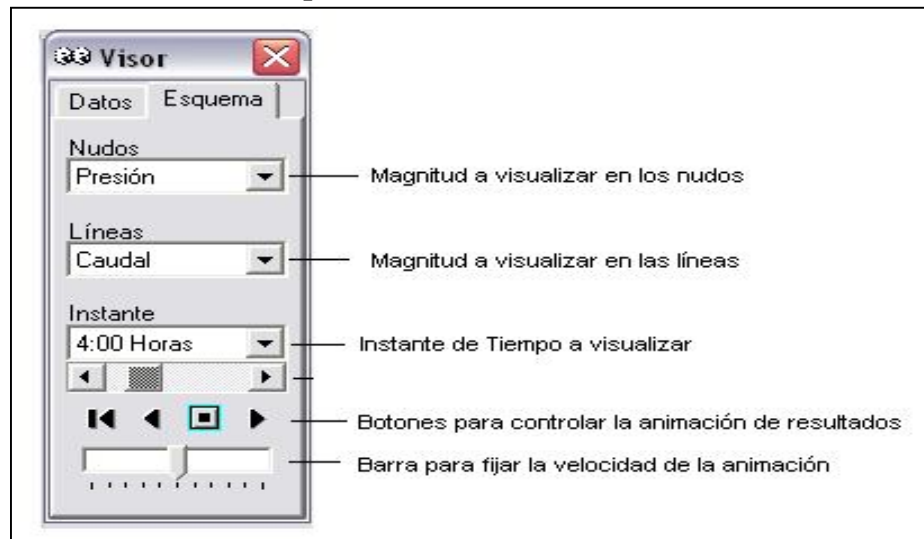 Visor
Datos Esquema
Nudos
Presión Magnitud a visualizar en los nudos
Líneas
Caudal Magnitud a visualizar en las líneas
Instante
4:00 Horas Instante de Tiempo a visualizar
Botones para controlar la animación de resultados
Barra para fijar la velocidad de la animación